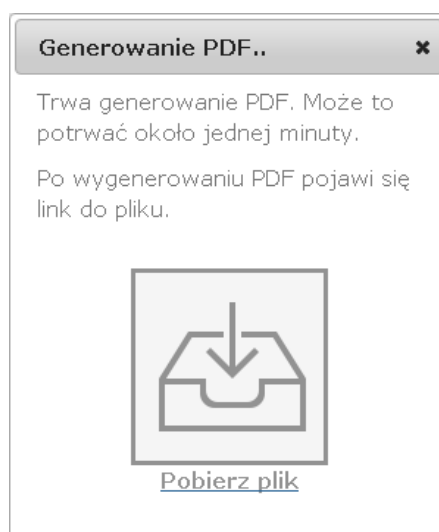 Generowanie PDF..
Trwa generowanie PDF. Może to
potrwać około jednej minuty.
Po wygenerowaniu PDF pojawi się
link do pliku.
Pobierz plik